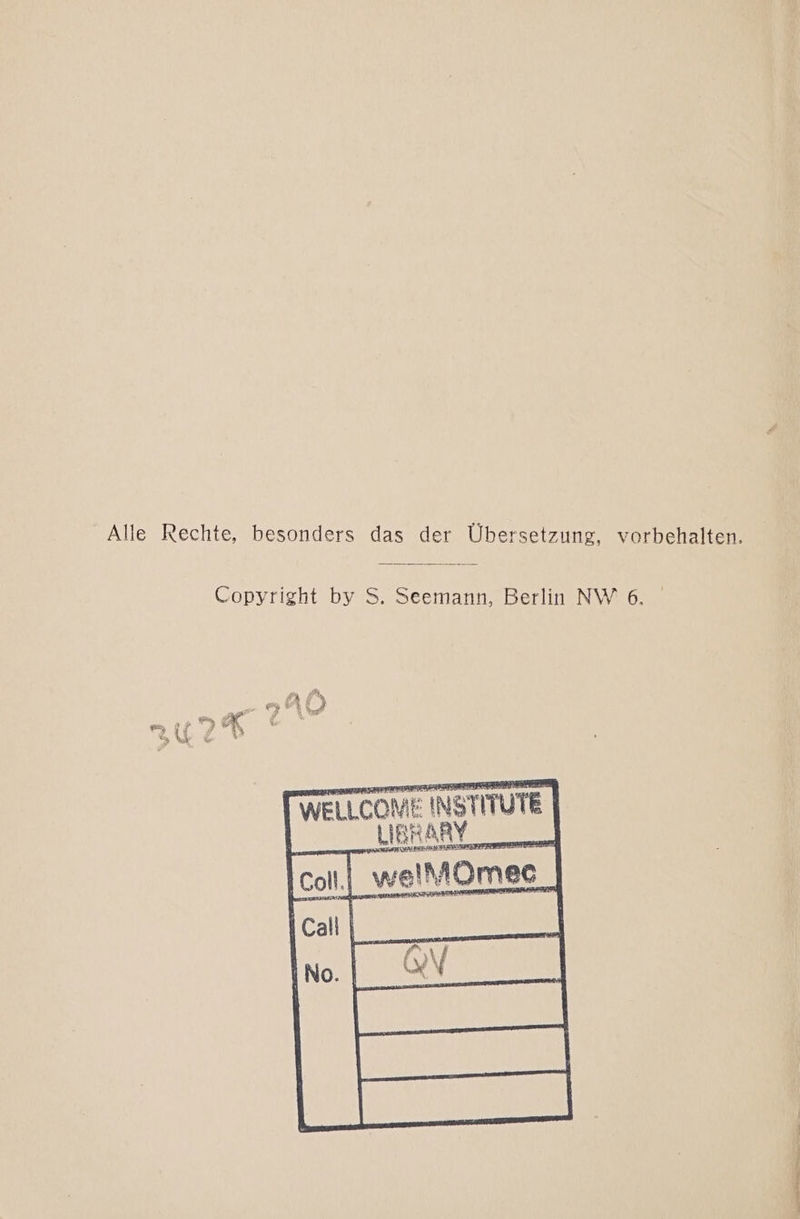 Alle Rechte, besonders das der Übersetzung, vorbehalten.
Copyright by S. Seemann, Berlin NW 6.
WELLCOME INSTITUTE
LIBRARY
Coll. welMOmec
Call
No. QV